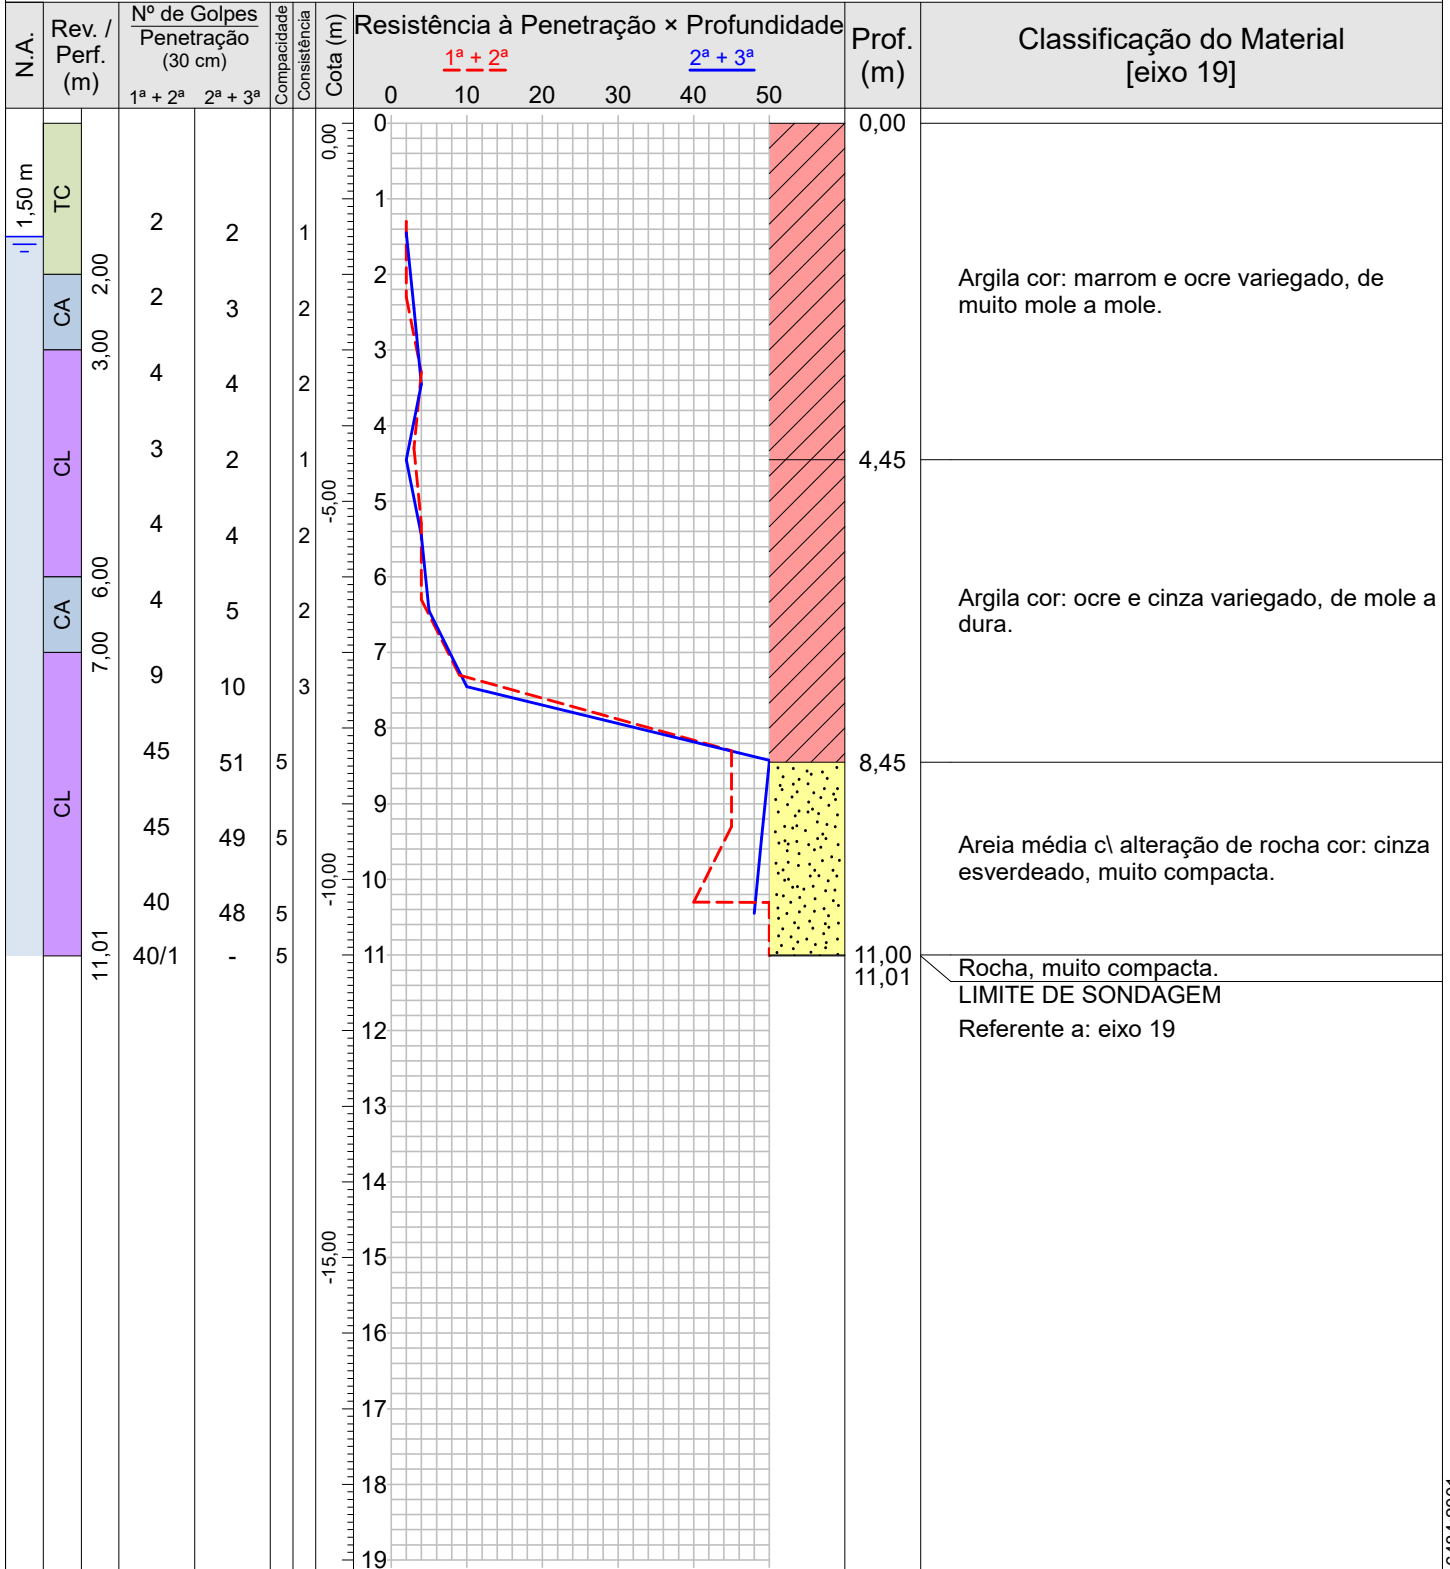 N.A.
Rev. /
Perf.
(m)
Nº de Golpes
Penetração
(30 cm)
1ª + 2ª 2ª + 3ª
Compacidade
Consistência
Cota (m)
Resistência à Penetração × Profundidade
1ª + 2ª 2ª + 3ª
0 10 20 30 40 50
Prof.
(m)
Classificação do Material
[eixo 19]
0,00 0 0,00
1,50 m TC 1
2 2 1
2,00 2
Argila cor: marrom e ocre variegado, de
muito mole a mole.
CA 2 3 2
3,00 3
4 4 2
4
CL 3 2 1 4,45
-5,00 5
4 4 2
6,00 6
CA 4 5 2
Argila cor: ocre e cinza variegado, de mole a
dura.
7,00 7
9 10 3
8
45 51 5 8,45
CL 9
45 49 5
Areia média c\ alteração de rocha cor: cinza
esverdeado, muito compacta.
-10,00 10
40 48 5
11,01 40/1 - 5 11 11,00
11,01
Rocha, muito compacta.
LIMITE DE SONDAGEM
Referente a: eixo 19
12
13
14
-15,00 15
16
17
18
19